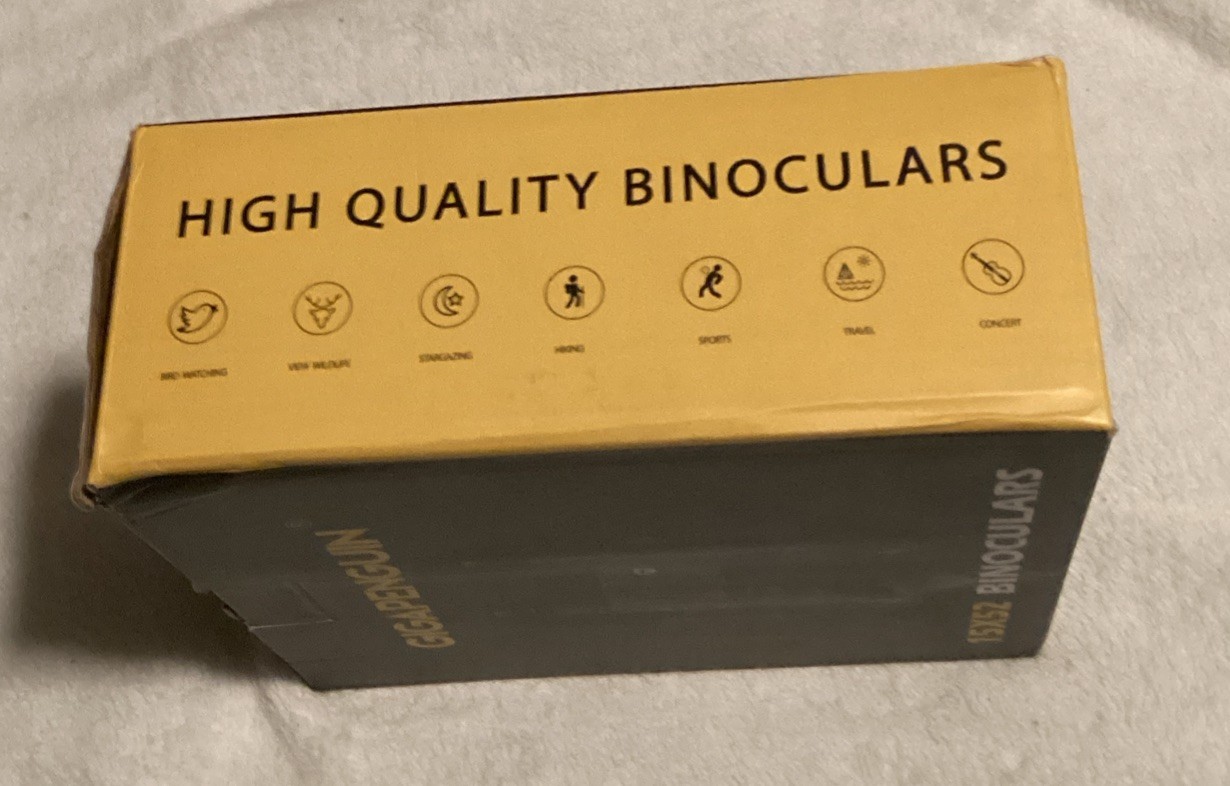 HIGH QUALITY BINOCULARS
BIRD WATCHING
VIEW WILDLIFE
STARGAZING
HIKING
SPORTS
TRAVEL
CONCERT
GIGAPENGUIN
15X52 BINOCULARS